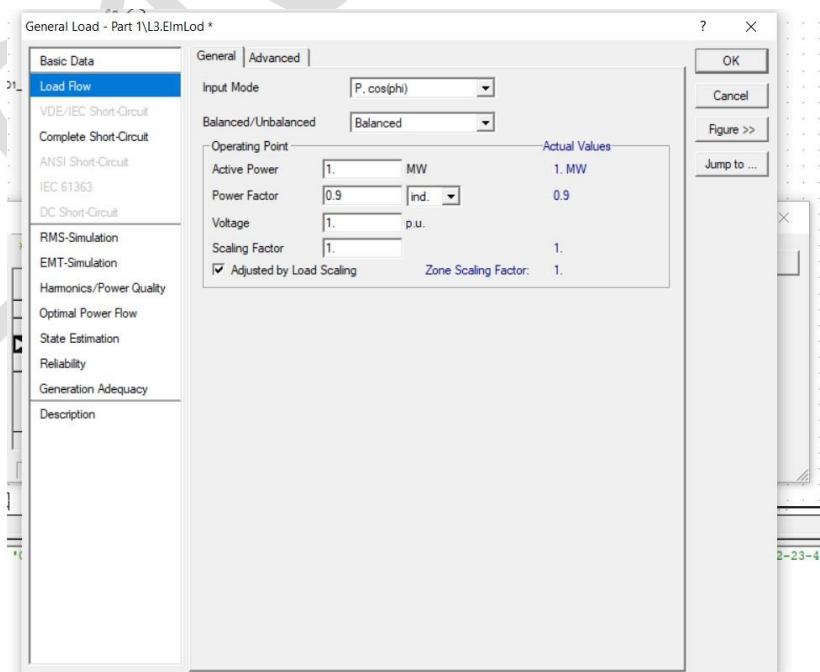 General Load - Part 1\L3.ElmLod *
?
Basic Data
Load Flow
VDE/IEC Short-Circuit
Complete Short-Circuit
ANSI Short-Circuit
IEC 61363
DC Short-Circuit
RMS-Simulation
EMT-Simulation
Harmonics/Power Quality
Optimal Power Flow
State Estimation
Reliability
Generation Adequacy
Description
General Advanced
Input Mode P, cos(phi)
Balanced/Unbalanced Balanced
Operating Point Actual Values
Active Power 1. MW 1. MW
Power Factor 0.9 ind. 0.9
Voltage 1. p.u.
Scaling Factor 1. 1.
Adjusted by Load Scaling Zone Scaling Factor: 1.
OK
Cancel
Figure >>
Jump to ...
2-23-4